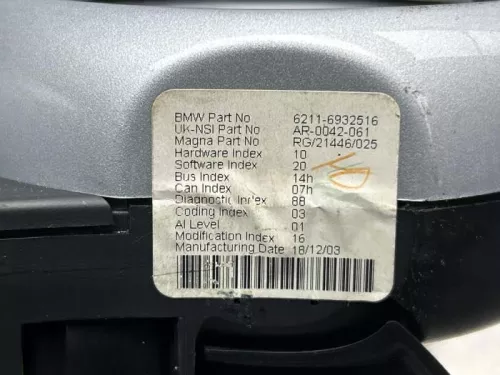 BMW Part No. 6211-6932516
UK-NSI Part No AR-0042-061
Magna Part No RG/21446/025
Hardware Index 10
Software Index 20
Bus Index 14h
Can Index 07h
Diagnostic Index 88
Coding Index 03
AI Level 01
Modification Index 16
Manufacturing Date 18/12/03